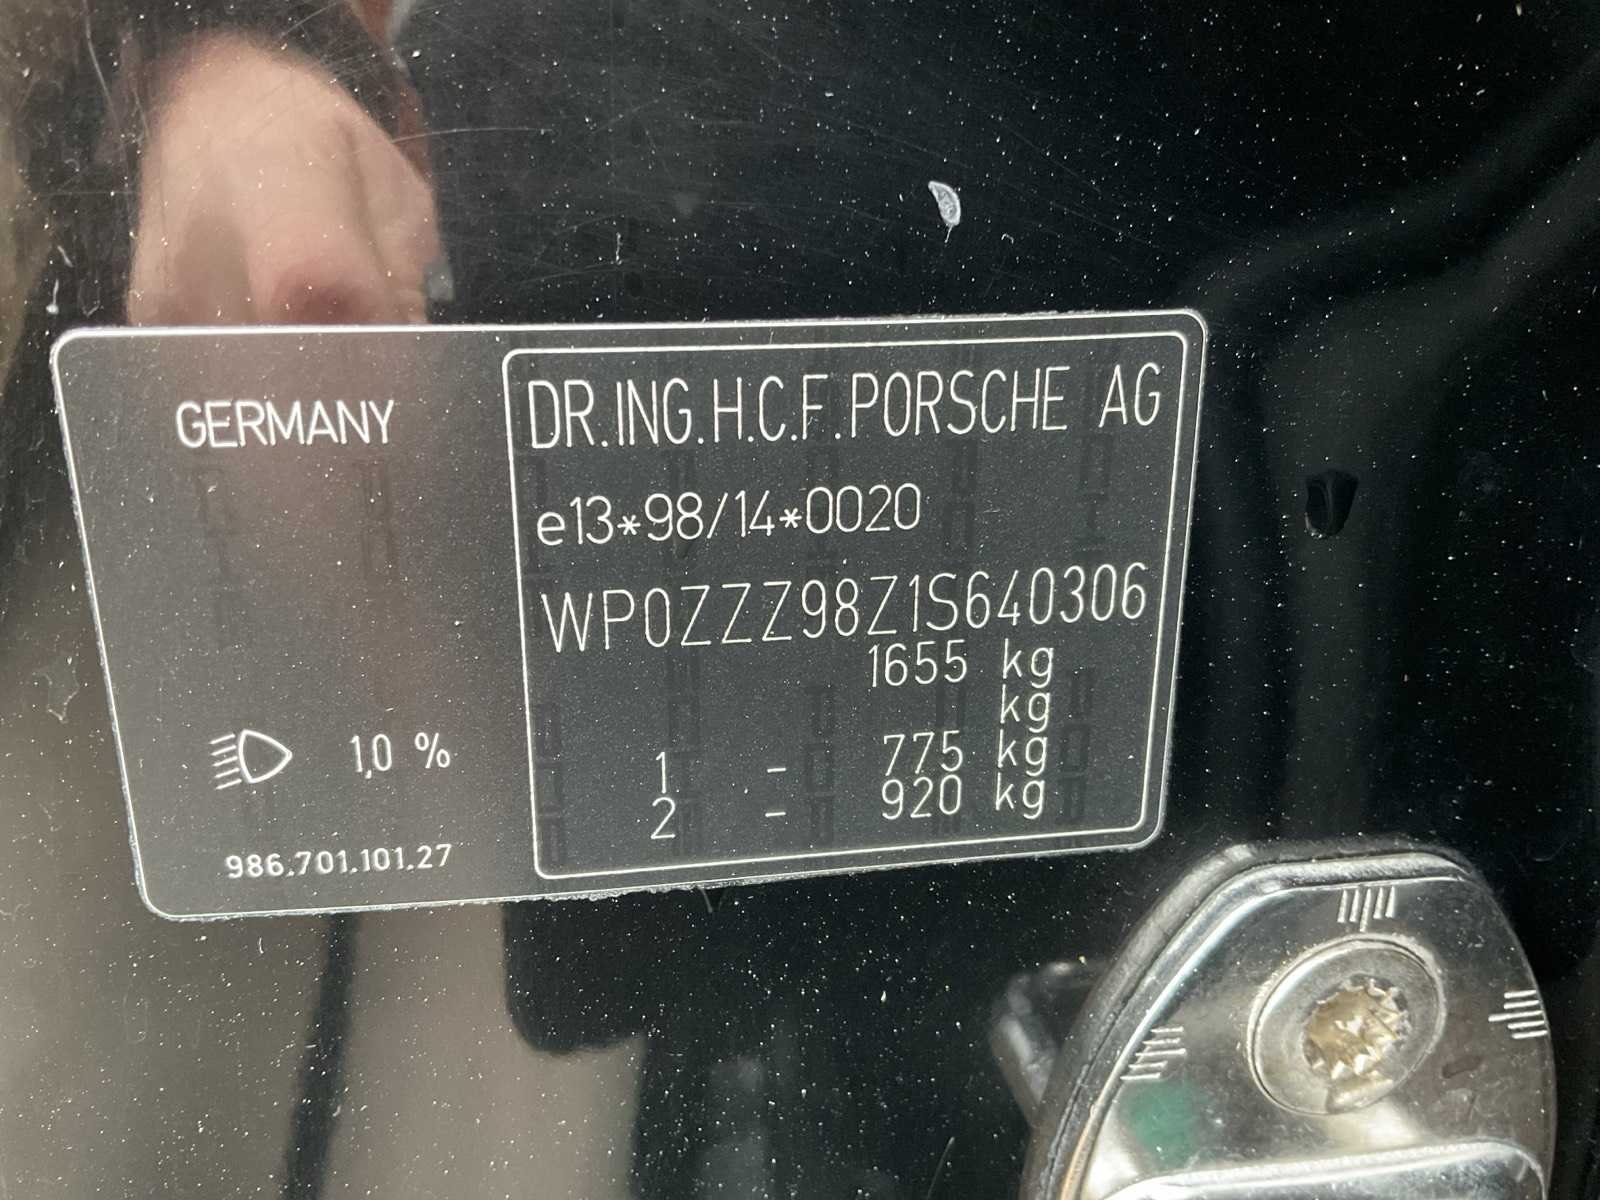 GERMANY
1,0 %
986.701.101.27
DR.ING.H.C.F.PORSCHE AG
e13*98/14*0020
WP0ZZZ98Z1S640306
1655 kg
kg
1 - 775 kg
2 - 920 kg